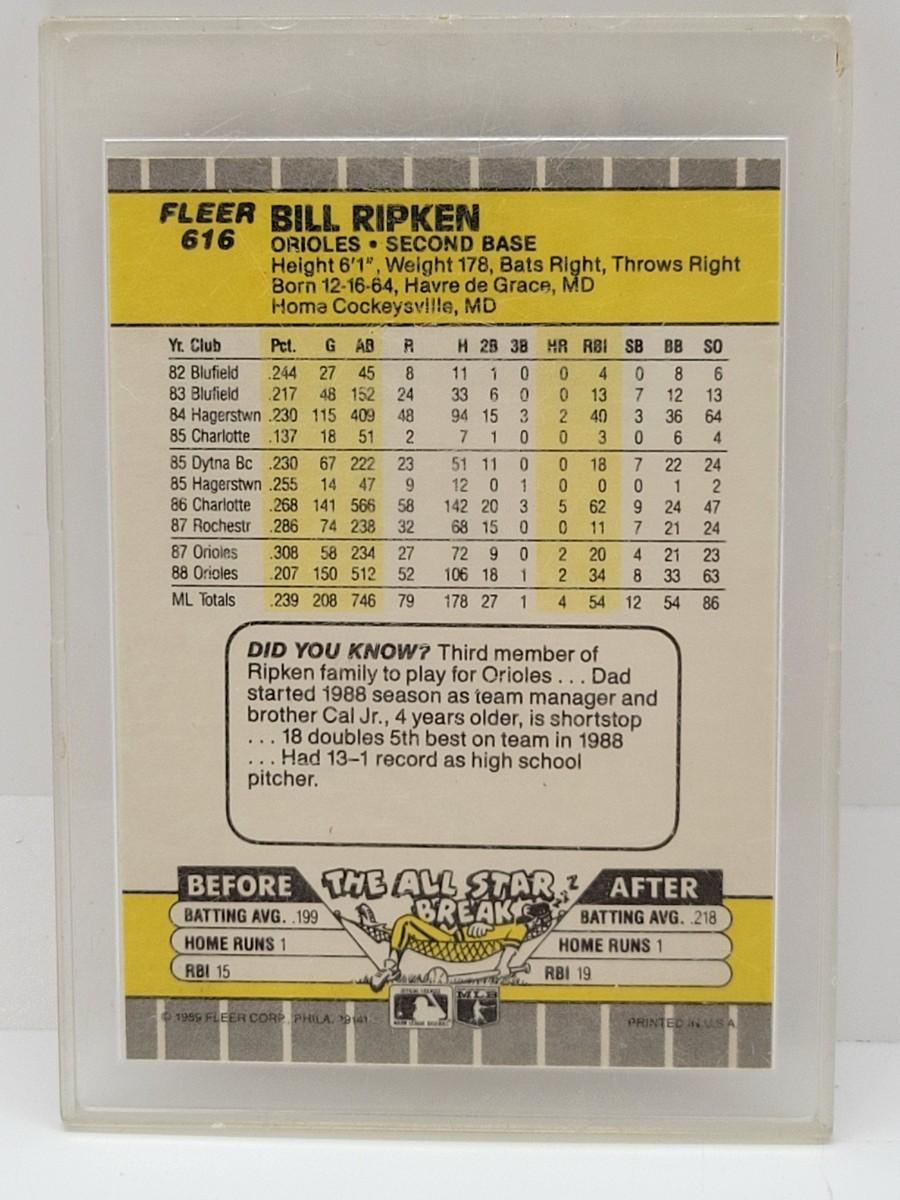 FLEER
616
BILL RIPKEN
ORIOLES • SECOND BASE
Height 6'1", Weight 178, Bats Right, Throws Right
Born 12-16-64, Havre de Grace, MD
Home Cockeysville, MD
Yr. Club Pct. G AB R H 2B 3B HR RBI SB BB SO
82 Blufield .244 27 45 8 11 1 0 0 4 0 8 6
83 Blufield .217 48 152 24 33 6 0 0 13 7 12 13
84 Hagerstwn .230 115 409 48 94 15 3 2 40 3 36 64
85 Charlotte .137 18 51 2 7 1 0 0 3 0 6 4
85 Dytna Bc .230 67 222 23 51 11 0 0 18 7 22 24
85 Hagerstwn .255 14 47 9 12 0 1 0 0 0 1 2
86 Charlotte .268 141 566 58 142 20 3 5 62 9 24 47
87 Rochestr .286 74 238 32 68 15 0 0 11 7 21 24
87 Orioles .308 58 234 27 72 9 0 2 20 4 21 23
88 Orioles .207 150 512 52 106 18 1 2 34 8 33 63
ML Totals .239 208 746 79 178 27 1 4 54 12 54 86
DID YOU KNOW? Third member of
Ripken family to play for Orioles . . . Dad
started 1988 season as team manager and
brother Cal Jr., 4 years older, is shortstop
. . . 18 doubles 5th best on team in 1988
. . . Had 13–1 record as high school
pitcher.
BEFORE THE ALL STAR BREAK AFTER
BATTING AVG. .199 BATTING AVG. .218
HOME RUNS 1 HOME RUNS 1
RBI 15 RBI 19
MLB
© 1989 FLEER CORP., PHILA. 19141 PRINTED IN U.S.A.